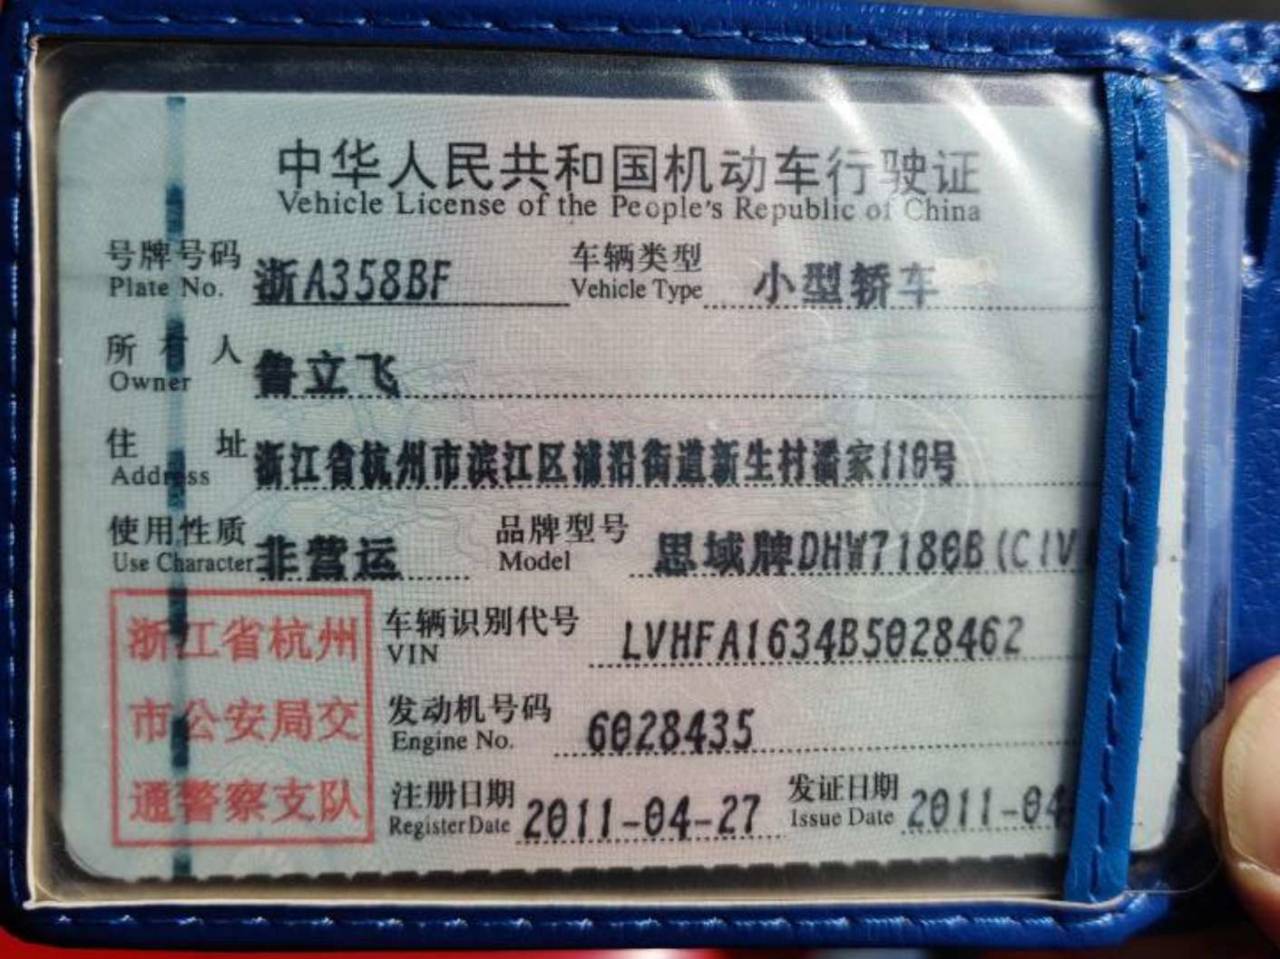 中华人民共和国机动车行驶证
Vehicle License of the People's Republic of China
号牌号码 浙A358BF 车辆类型 小型轿车
Plate No. Vehicle Type
所有人 鲁立飞
Owner
住址 浙江省杭州市滨江区浦沿街道新生村潘家110号
Address
使用性质 非营运 品牌型号 思域牌DHW7180B(CIV
Use Character Model
车辆识别代号 LVHFA1634B5028462
VIN
发动机号码 6028435
Engine No.
注册日期 2011-04-27 发证日期 2011-04
Register Date Issue Date
浙江省杭州
市公安局交
通警察支队